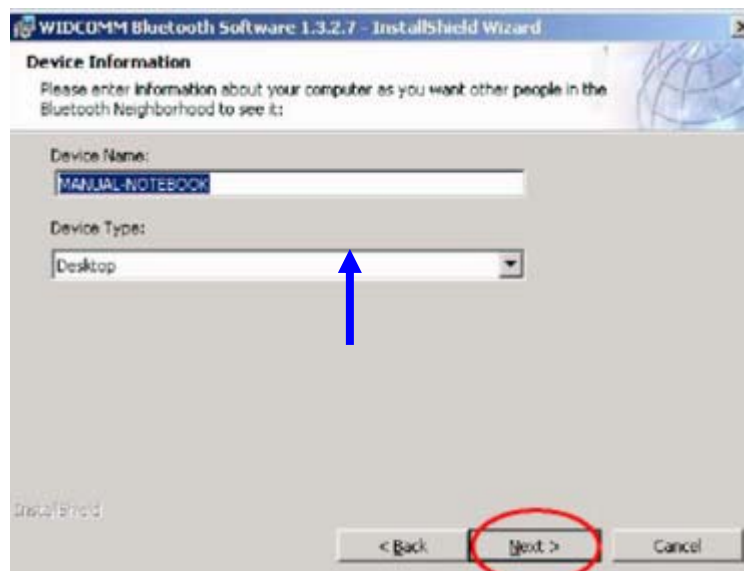 WIDCOMM Bluetooth Software 1.3.2.7 - InstallShield Wizard
Device Information
Please enter information about your computer as you want other people in the
Bluetooth Neighborhood to see it:
Device Name:
MANUAL-NOTEBOOK
Device Type:
Desktop
InstallShield
< Back
Next >
Cancel